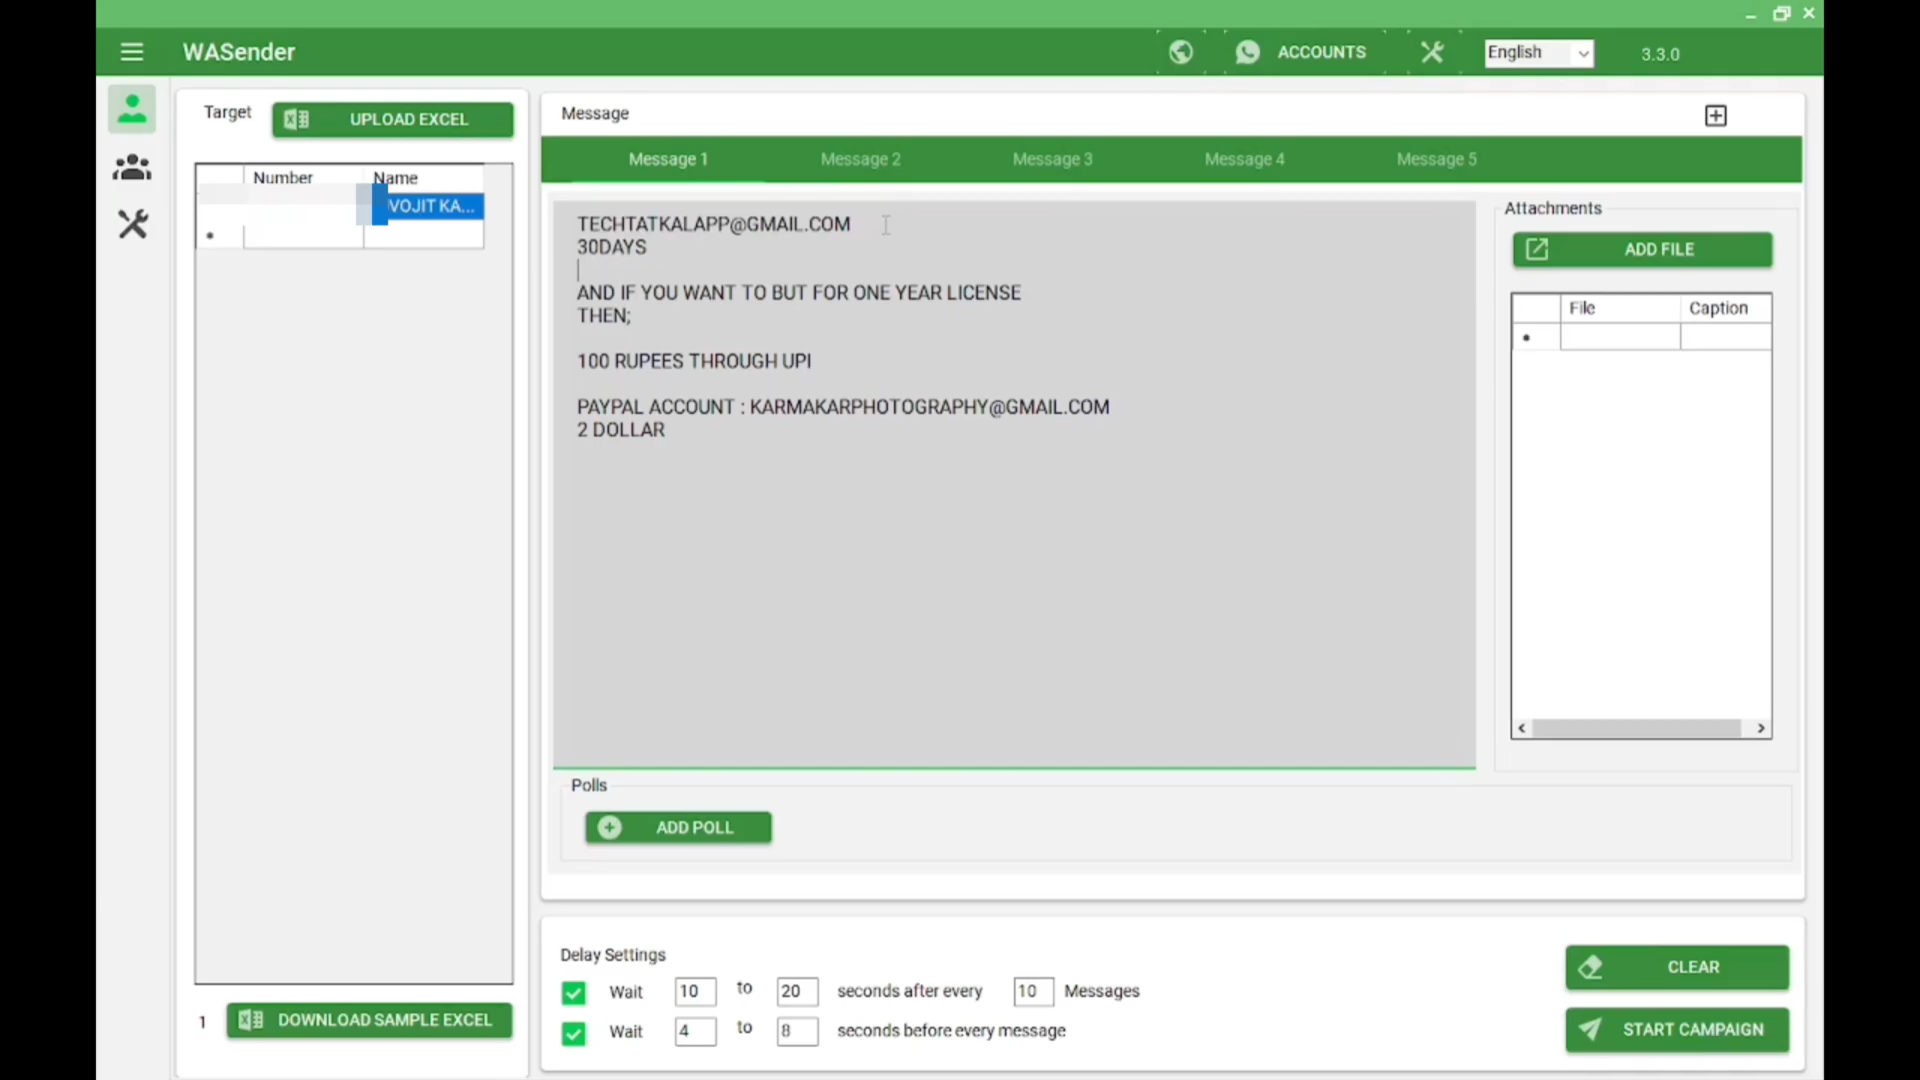 WASender
ACCOUNTS
English
3.3.0
Target
UPLOAD EXCEL
Number Name
VOJIT KA...
1
DOWNLOAD SAMPLE EXCEL
Message
Message 1 Message 2 Message 3 Message 4 Message 5
TECHTATKALAPP@GMAIL.COM
30DAYS
AND IF YOU WANT TO BUT FOR ONE YEAR LICENSE
THEN;
100 RUPEES THROUGH UPI
PAYPAL ACCOUNT : KARMAKARPHOTOGRAPHY@GMAIL.COM
2 DOLLAR
Attachments
ADD FILE
File Caption
Polls
ADD POLL
Delay Settings
Wait 10 to 20 seconds after every 10 Messages
Wait 4 to 8 seconds before every message
CLEAR
START CAMPAIGN